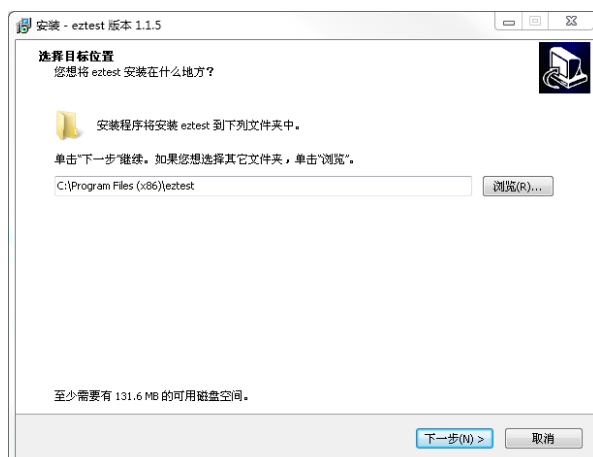 安装 - eztest 版本 1.1.5
选择目标位置
您想将 eztest 安装在什么地方?
安装程序将安装 eztest 到下列文件夹中。
单击"下一步"继续。如果您想选择其它文件夹,单击"浏览"。
C:\Program Files (x86)\eztest
浏览(R)...
至少需要有 131.6 MB 的可用磁盘空间。
下一步(N) >
取消